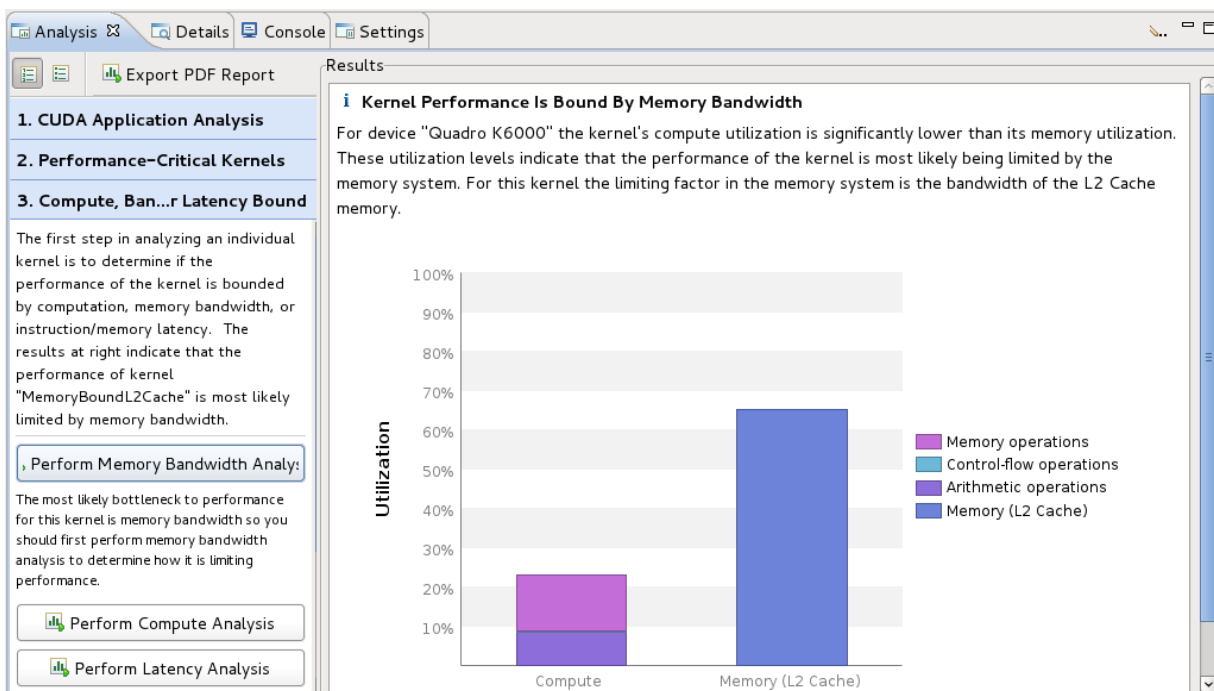 Analysis
Details
Console
Settings
Export PDF Report
1. CUDA Application Analysis
2. Performance-Critical Kernels
3. Compute, Ban...r Latency Bound
The first step in analyzing an individual
kernel is to determine if the
performance of the kernel is bounded
by computation, memory bandwidth, or
instruction/memory latency. The
results at right indicate that the
performance of kernel
"MemoryBoundL2Cache" is most likely
limited by memory bandwidth.
Perform Memory Bandwidth Analys
The most likely bottleneck to performance
for this kernel is memory bandwidth so you
should first perform memory bandwidth
analysis to determine how it is limiting
performance.
Perform Compute Analysis
Perform Latency Analysis
Results
i Kernel Performance Is Bound By Memory Bandwidth
For device "Quadro K6000" the kernel's compute utilization is significantly lower than its memory utilization.
These utilization levels indicate that the performance of the kernel is most likely being limited by the
memory system. For this kernel the limiting factor in the memory system is the bandwidth of the L2 Cache
memory.
100%
90%
80%
70%
60%
50%
40%
30%
20%
10%
Utilization
Compute
Memory (L2 Cache)
Memory operations
Control-flow operations
Arithmetic operations
Memory (L2 Cache)